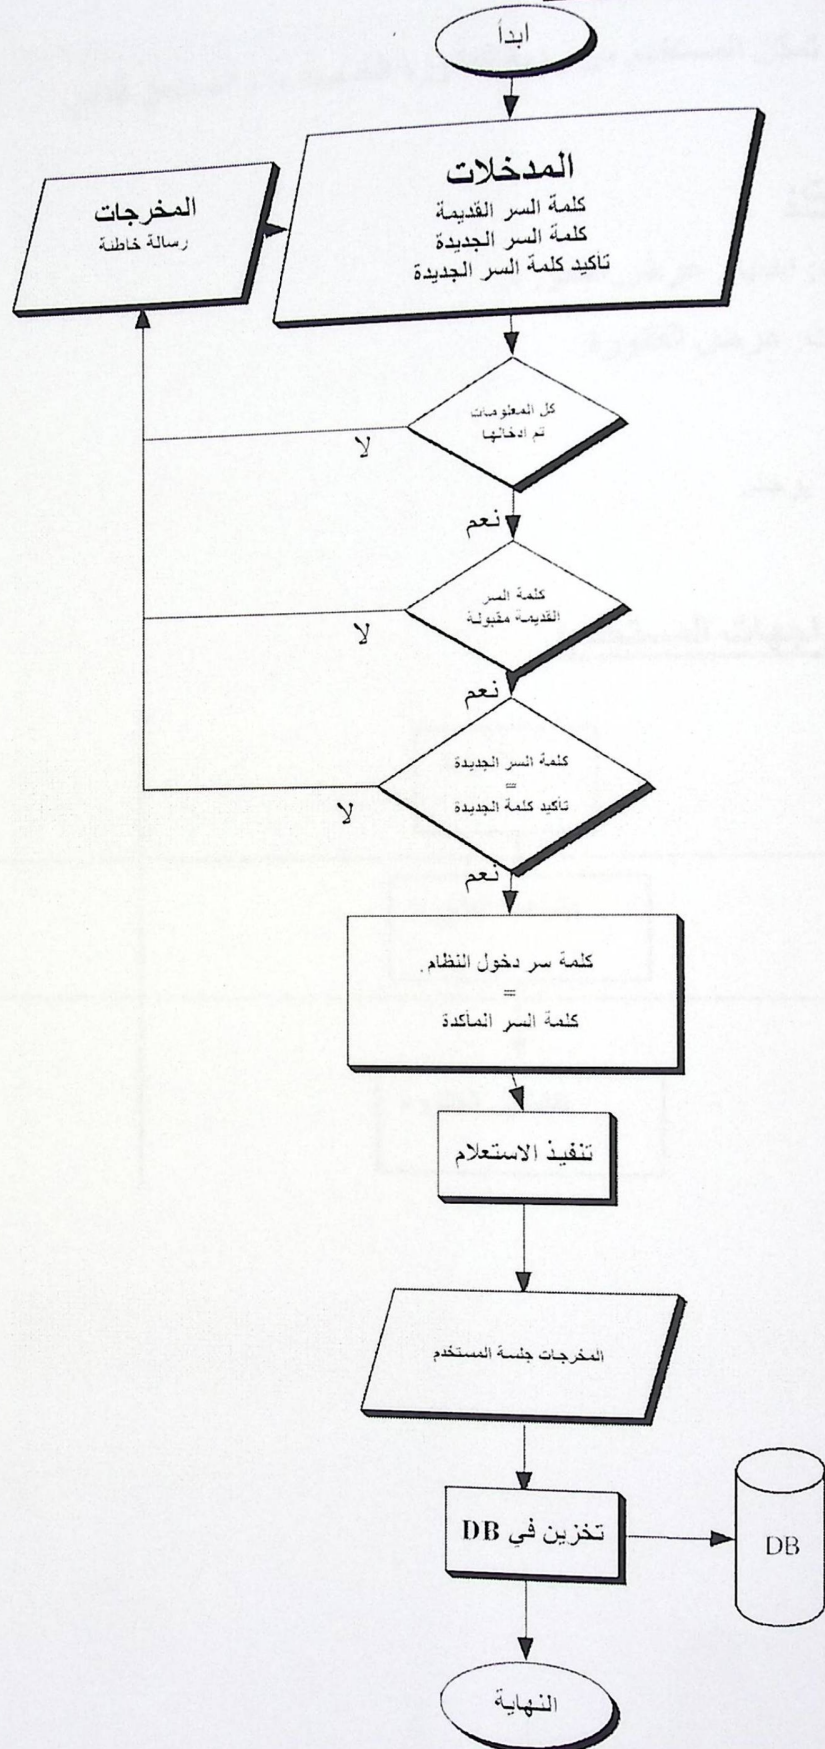 ابدأ
المدخلات
كلمة السر القديمة
كلمة السر الجديدة
تأكيد كلمة السر الجديدة
المخرجات
رسالة خاطئة
كل المعلومات
تم ادخالها
لا
نعم
كلمة السر
القديمة مقبولة
لا
نعم
كلمة السر الجديدة
=
تأكيد كلمة الجديدة
لا
نعم
كلمة سر دخول النظام.
=
كلمة السر المأكدة
تنفيذ الاستعلام
المخرجات جلسة المستخدم
تخزين في DB
DB
النهاية